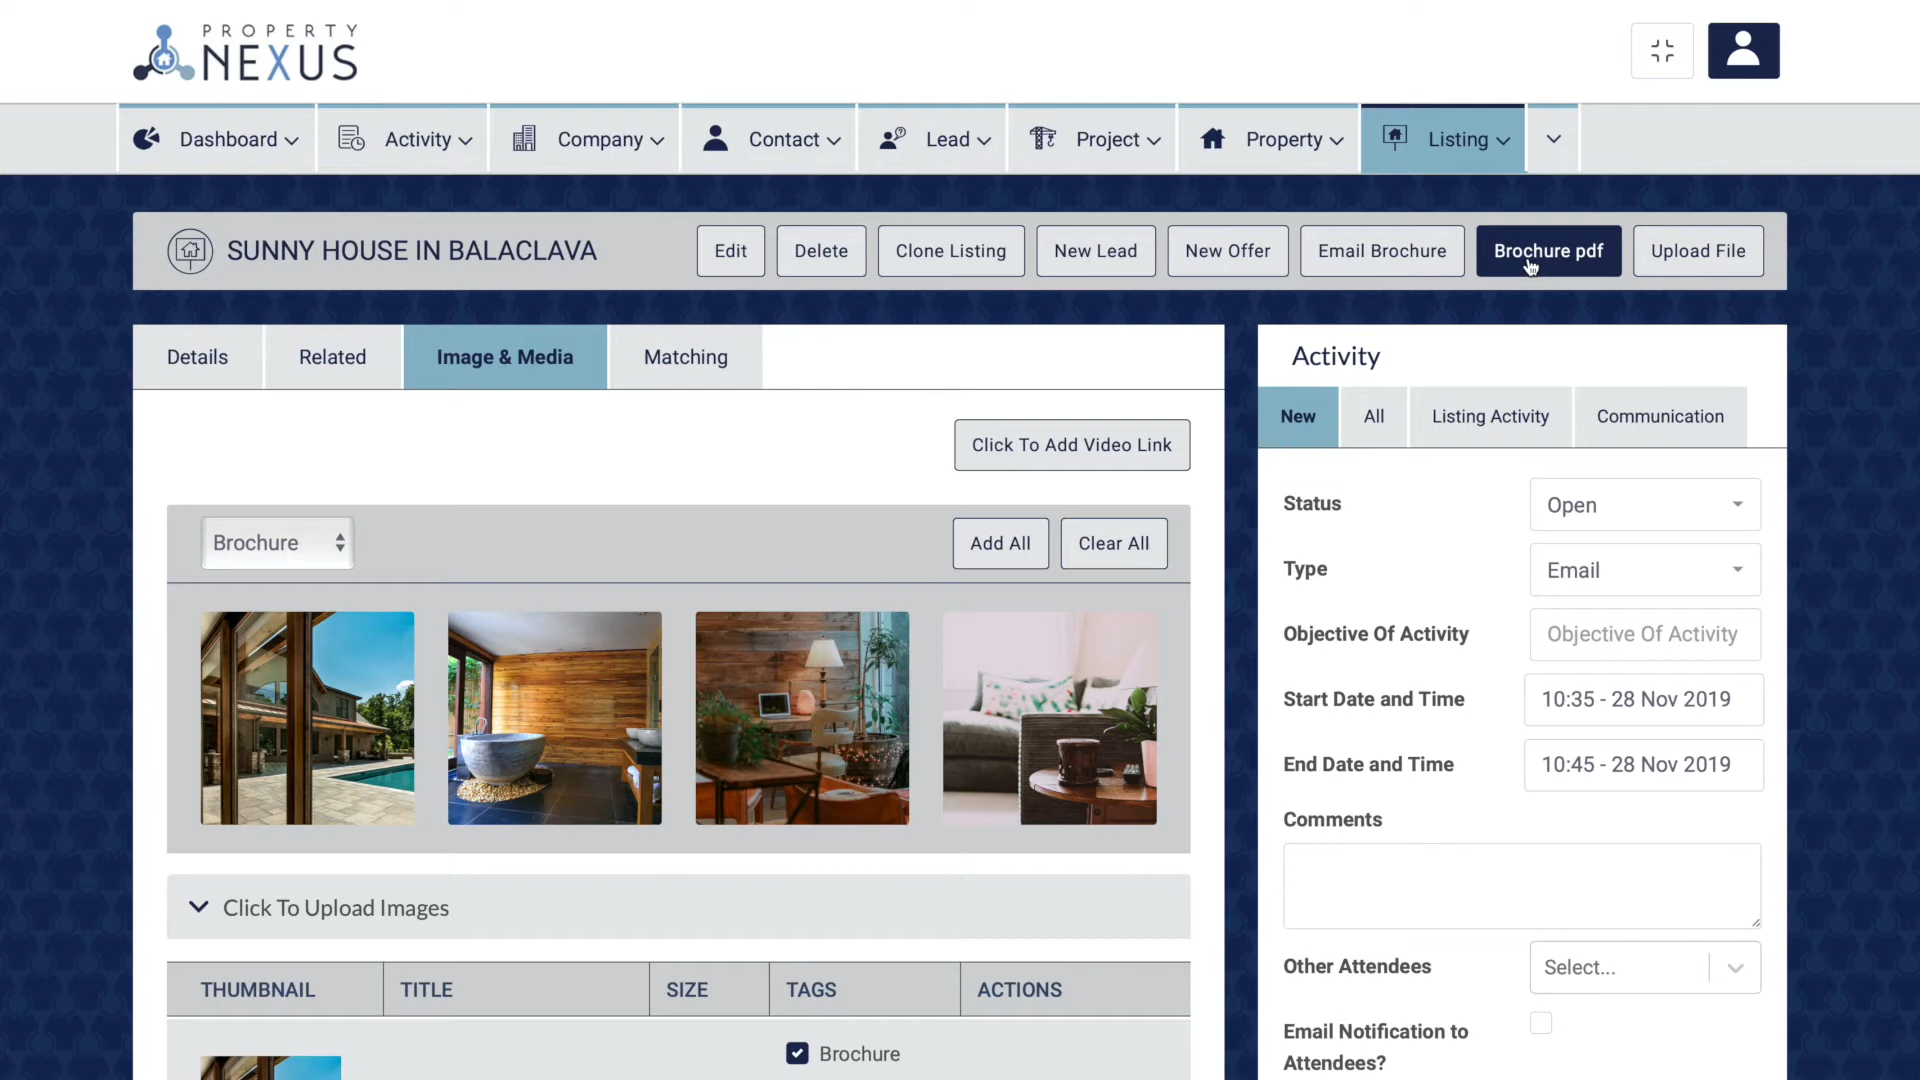 PROPERTY
NEXUS
Dashboard
Activity
Company
Contact
Lead
Project
Property
Listing
SUNNY HOUSE IN BALACLAVA
Edit
Delete
Clone Listing
New Lead
New Offer
Email Brochure
Brochure pdf
Upload File
Details
Related
Image & Media
Matching
Click To Add Video Link
Brochure
Add All
Clear All
Click To Upload Images
THUMBNAIL
TITLE
SIZE
TAGS
ACTIONS
Brochure
Activity
New
All
Listing Activity
Communication
Status
Open
Type
Email
Objective Of Activity
Objective Of Activity
Start Date and Time
10:35 - 28 Nov 2019
End Date and Time
10:45 - 28 Nov 2019
Comments
Other Attendees
Select...
Email Notification to
Attendees?